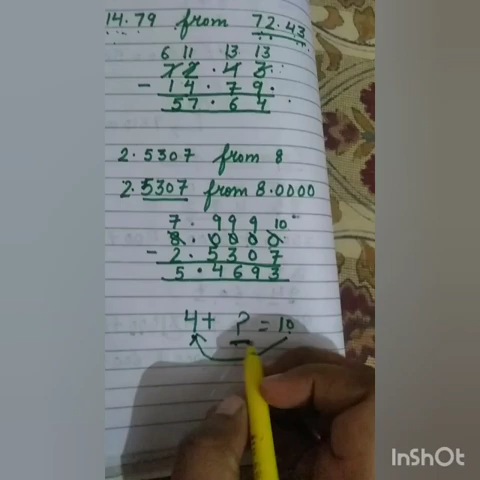 14.79 from 72.43
6 11 13 13
72.43
- 14.79
57.64
2.5307 from 8
2.5307 from 8.0000
7. 9 9 9 10
8.0000
- 2.5307
5.4693
4 + ? = 10
InShOt